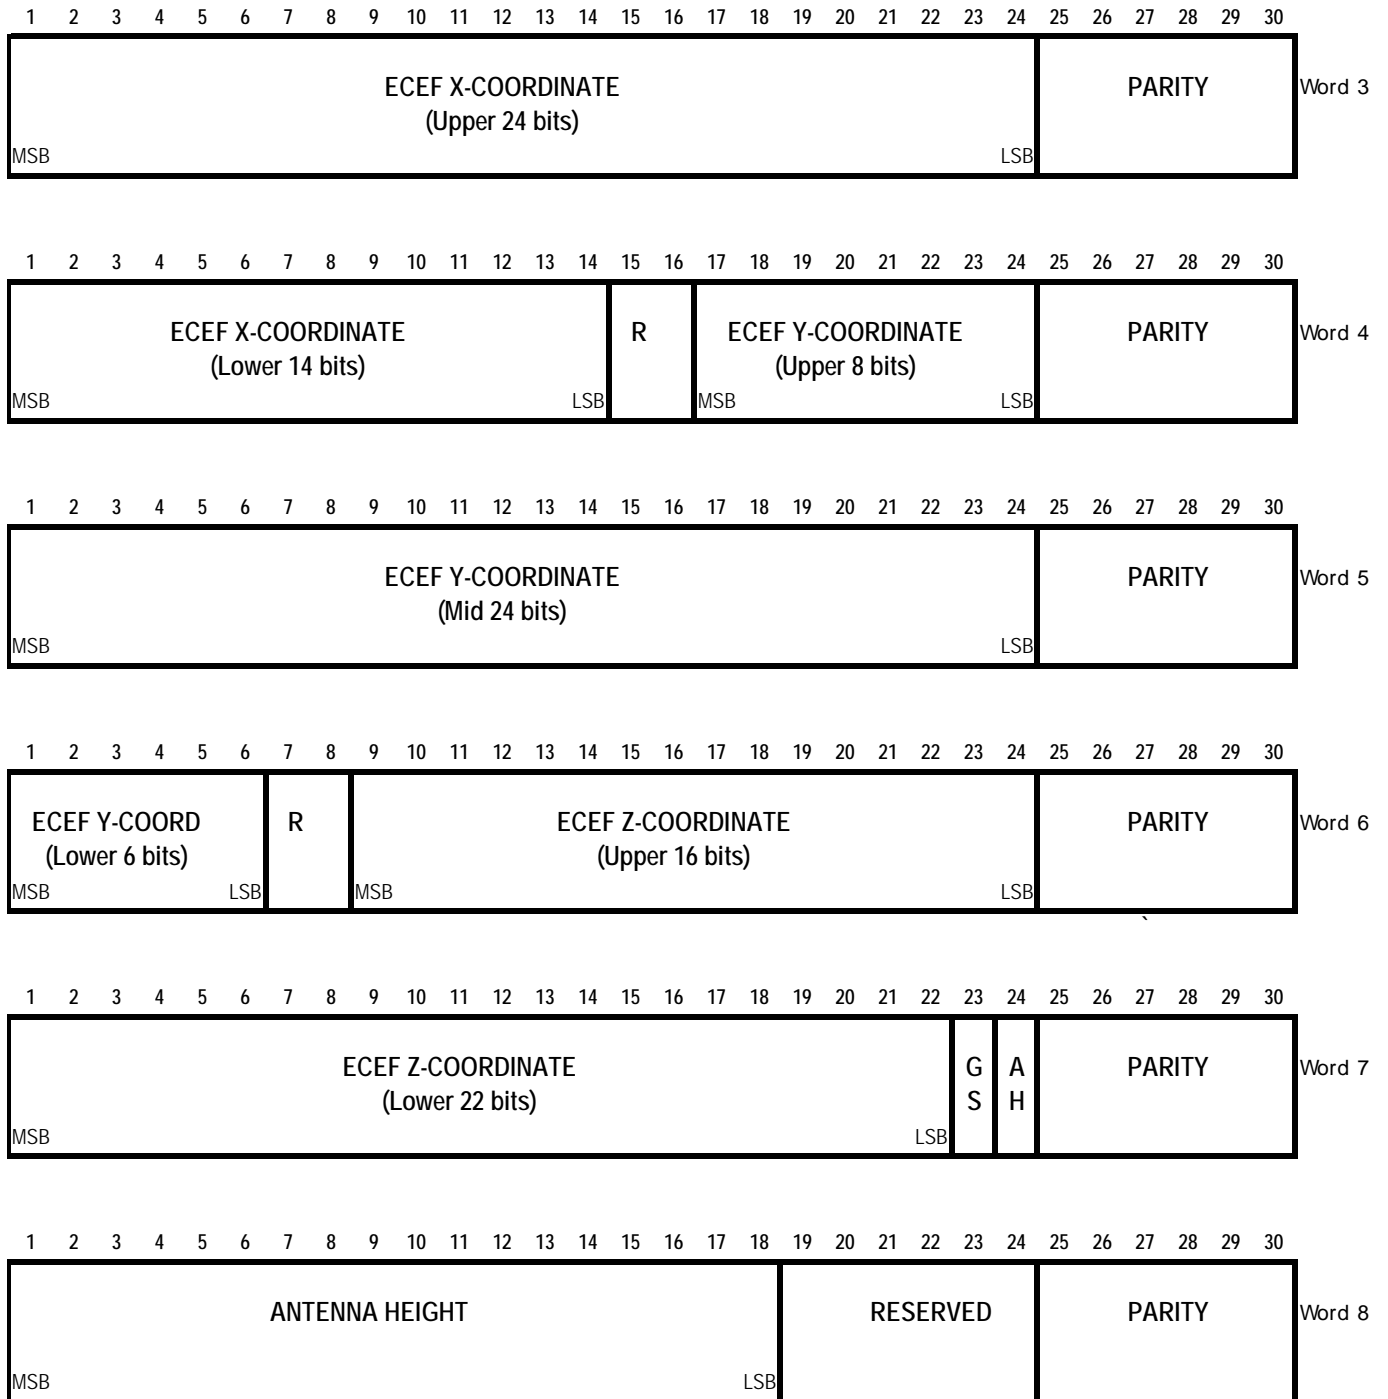 1 2 3 4 5 6 7 8 9 10 11 12 13 14 15 16 17 18 19 20 21 22 23 24 25 26 27 28 29 30
ECEF X-COORDINATE PARITY Word 3
(Upper 24 bits)
MSB LSB
1 2 3 4 5 6 7 8 9 10 11 12 13 14 15 16 17 18 19 20 21 22 23 24 25 26 27 28 29 30
ECEF X-COORDINATE R ECEF Y-COORDINATE PARITY Word 4
(Lower 14 bits) (Upper 8 bits)
MSB LSB MSB LSB
1 2 3 4 5 6 7 8 9 10 11 12 13 14 15 16 17 18 19 20 21 22 23 24 25 26 27 28 29 30
ECEF Y-COORDINATE PARITY Word 5
(Mid 24 bits)
MSB LSB
1 2 3 4 5 6 7 8 9 10 11 12 13 14 15 16 17 18 19 20 21 22 23 24 25 26 27 28 29 30
ECEF Y-COORD R ECEF Z-COORDINATE PARITY Word 6
(Lower 6 bits) (Upper 16 bits)
MSB LSB MSB LSB
`
1 2 3 4 5 6 7 8 9 10 11 12 13 14 15 16 17 18 19 20 21 22 23 24 25 26 27 28 29 30
ECEF Z-COORDINATE G A PARITY Word 7
(Lower 22 bits) S H
MSB LSB
1 2 3 4 5 6 7 8 9 10 11 12 13 14 15 16 17 18 19 20 21 22 23 24 25 26 27 28 29 30
ANTENNA HEIGHT RESERVED PARITY Word 8
MSB LSB